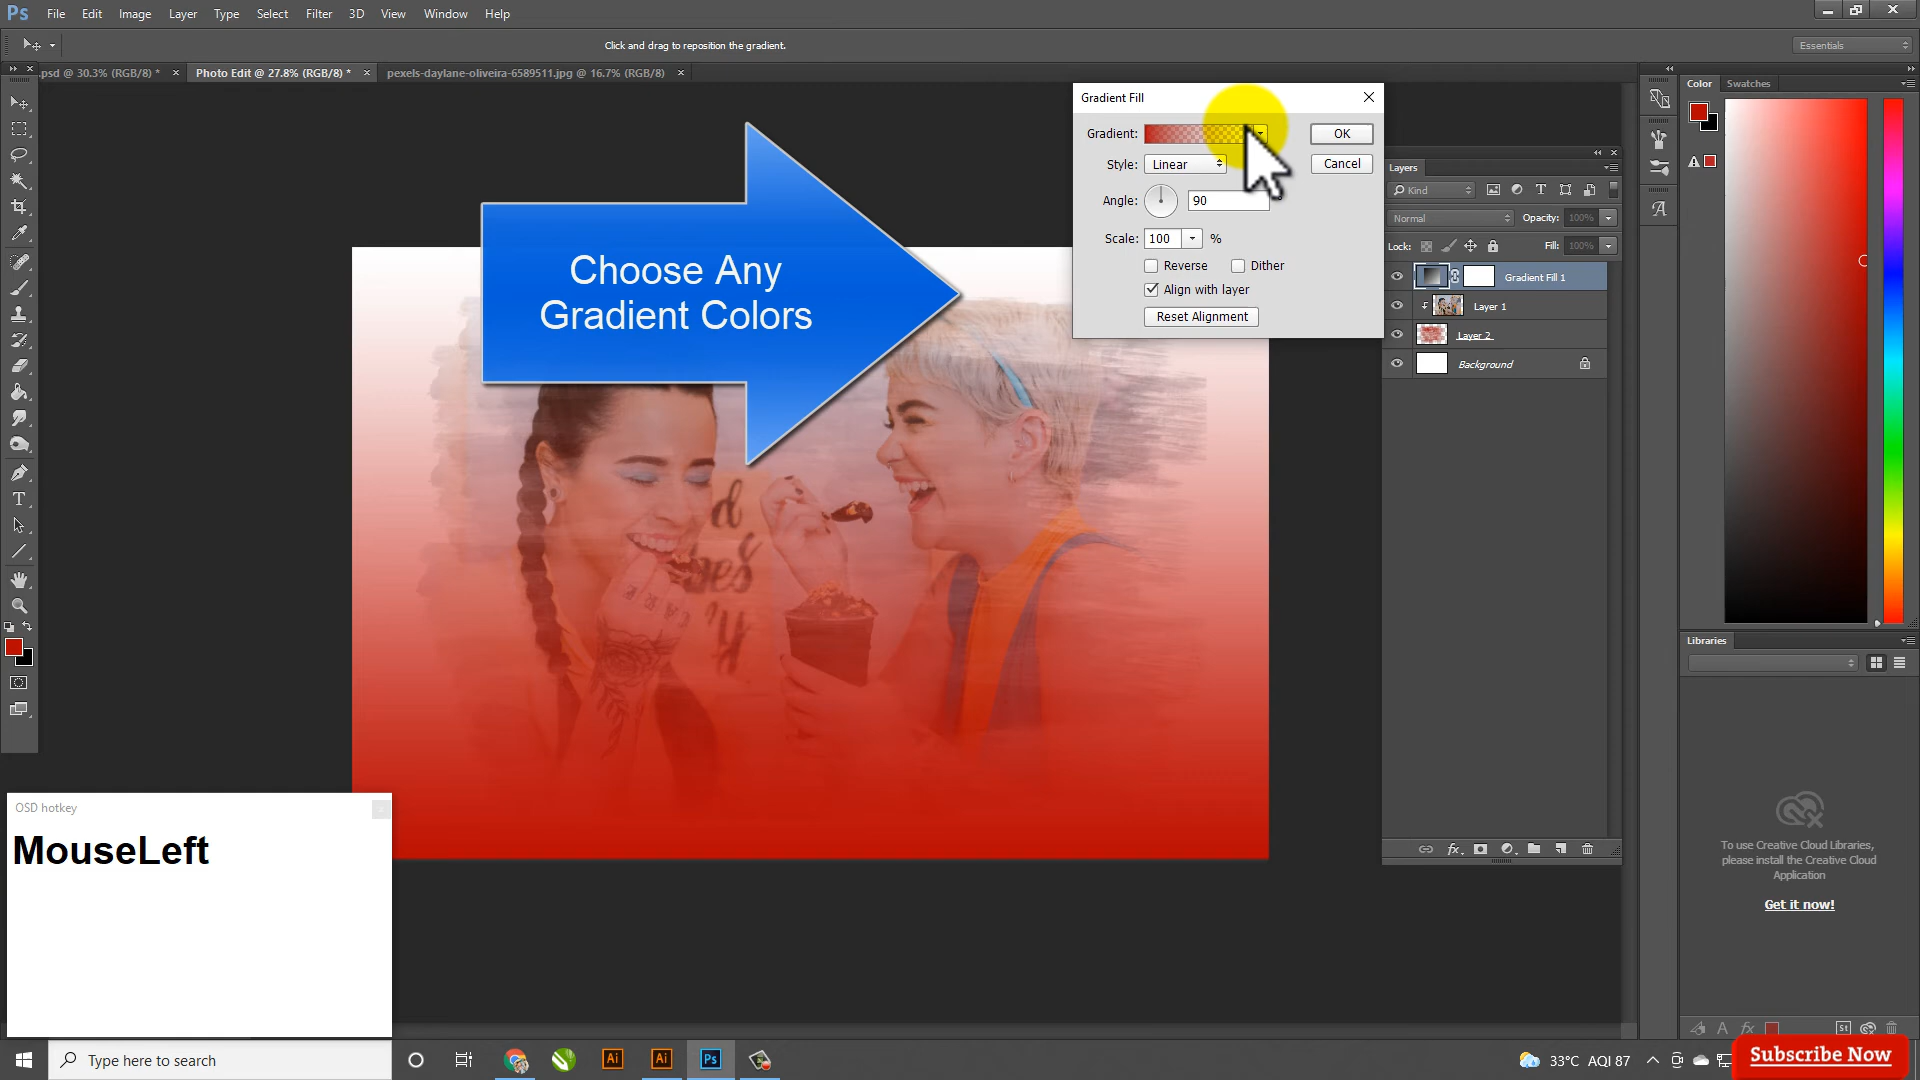 Ps File Edit Image Layer Type Select Filter 3D View Window Help
Click and drag to reposition the gradient.
Essentials
.psd @ 30.3% (RGB/8) * × Photo Edit @ 27.8% (RGB/8) * × pexels-daylane-oliveira-6589511.jpg @ 16.7% (RGB/8) ×
Color Swatches
Gradient Fill
Gradient:
OK
Style: Linear
Cancel
Angle: 90
Scale: 100 %
Reverse Dither
Align with layer
Reset Alignment
Layers
Kind
Normal Opacity: 100%
Lock: Fill: 100%
Gradient Fill 1
Layer 1
Layer 2
Background
Choose Any
Gradient Colors
Libraries
To use Creative Cloud Libraries,
please install the Creative Cloud
Application
Get it now!
OSD hotkey
MouseLeft
Type here to search
Ai Ai Ps
33°C AQI 87
Subscribe Now